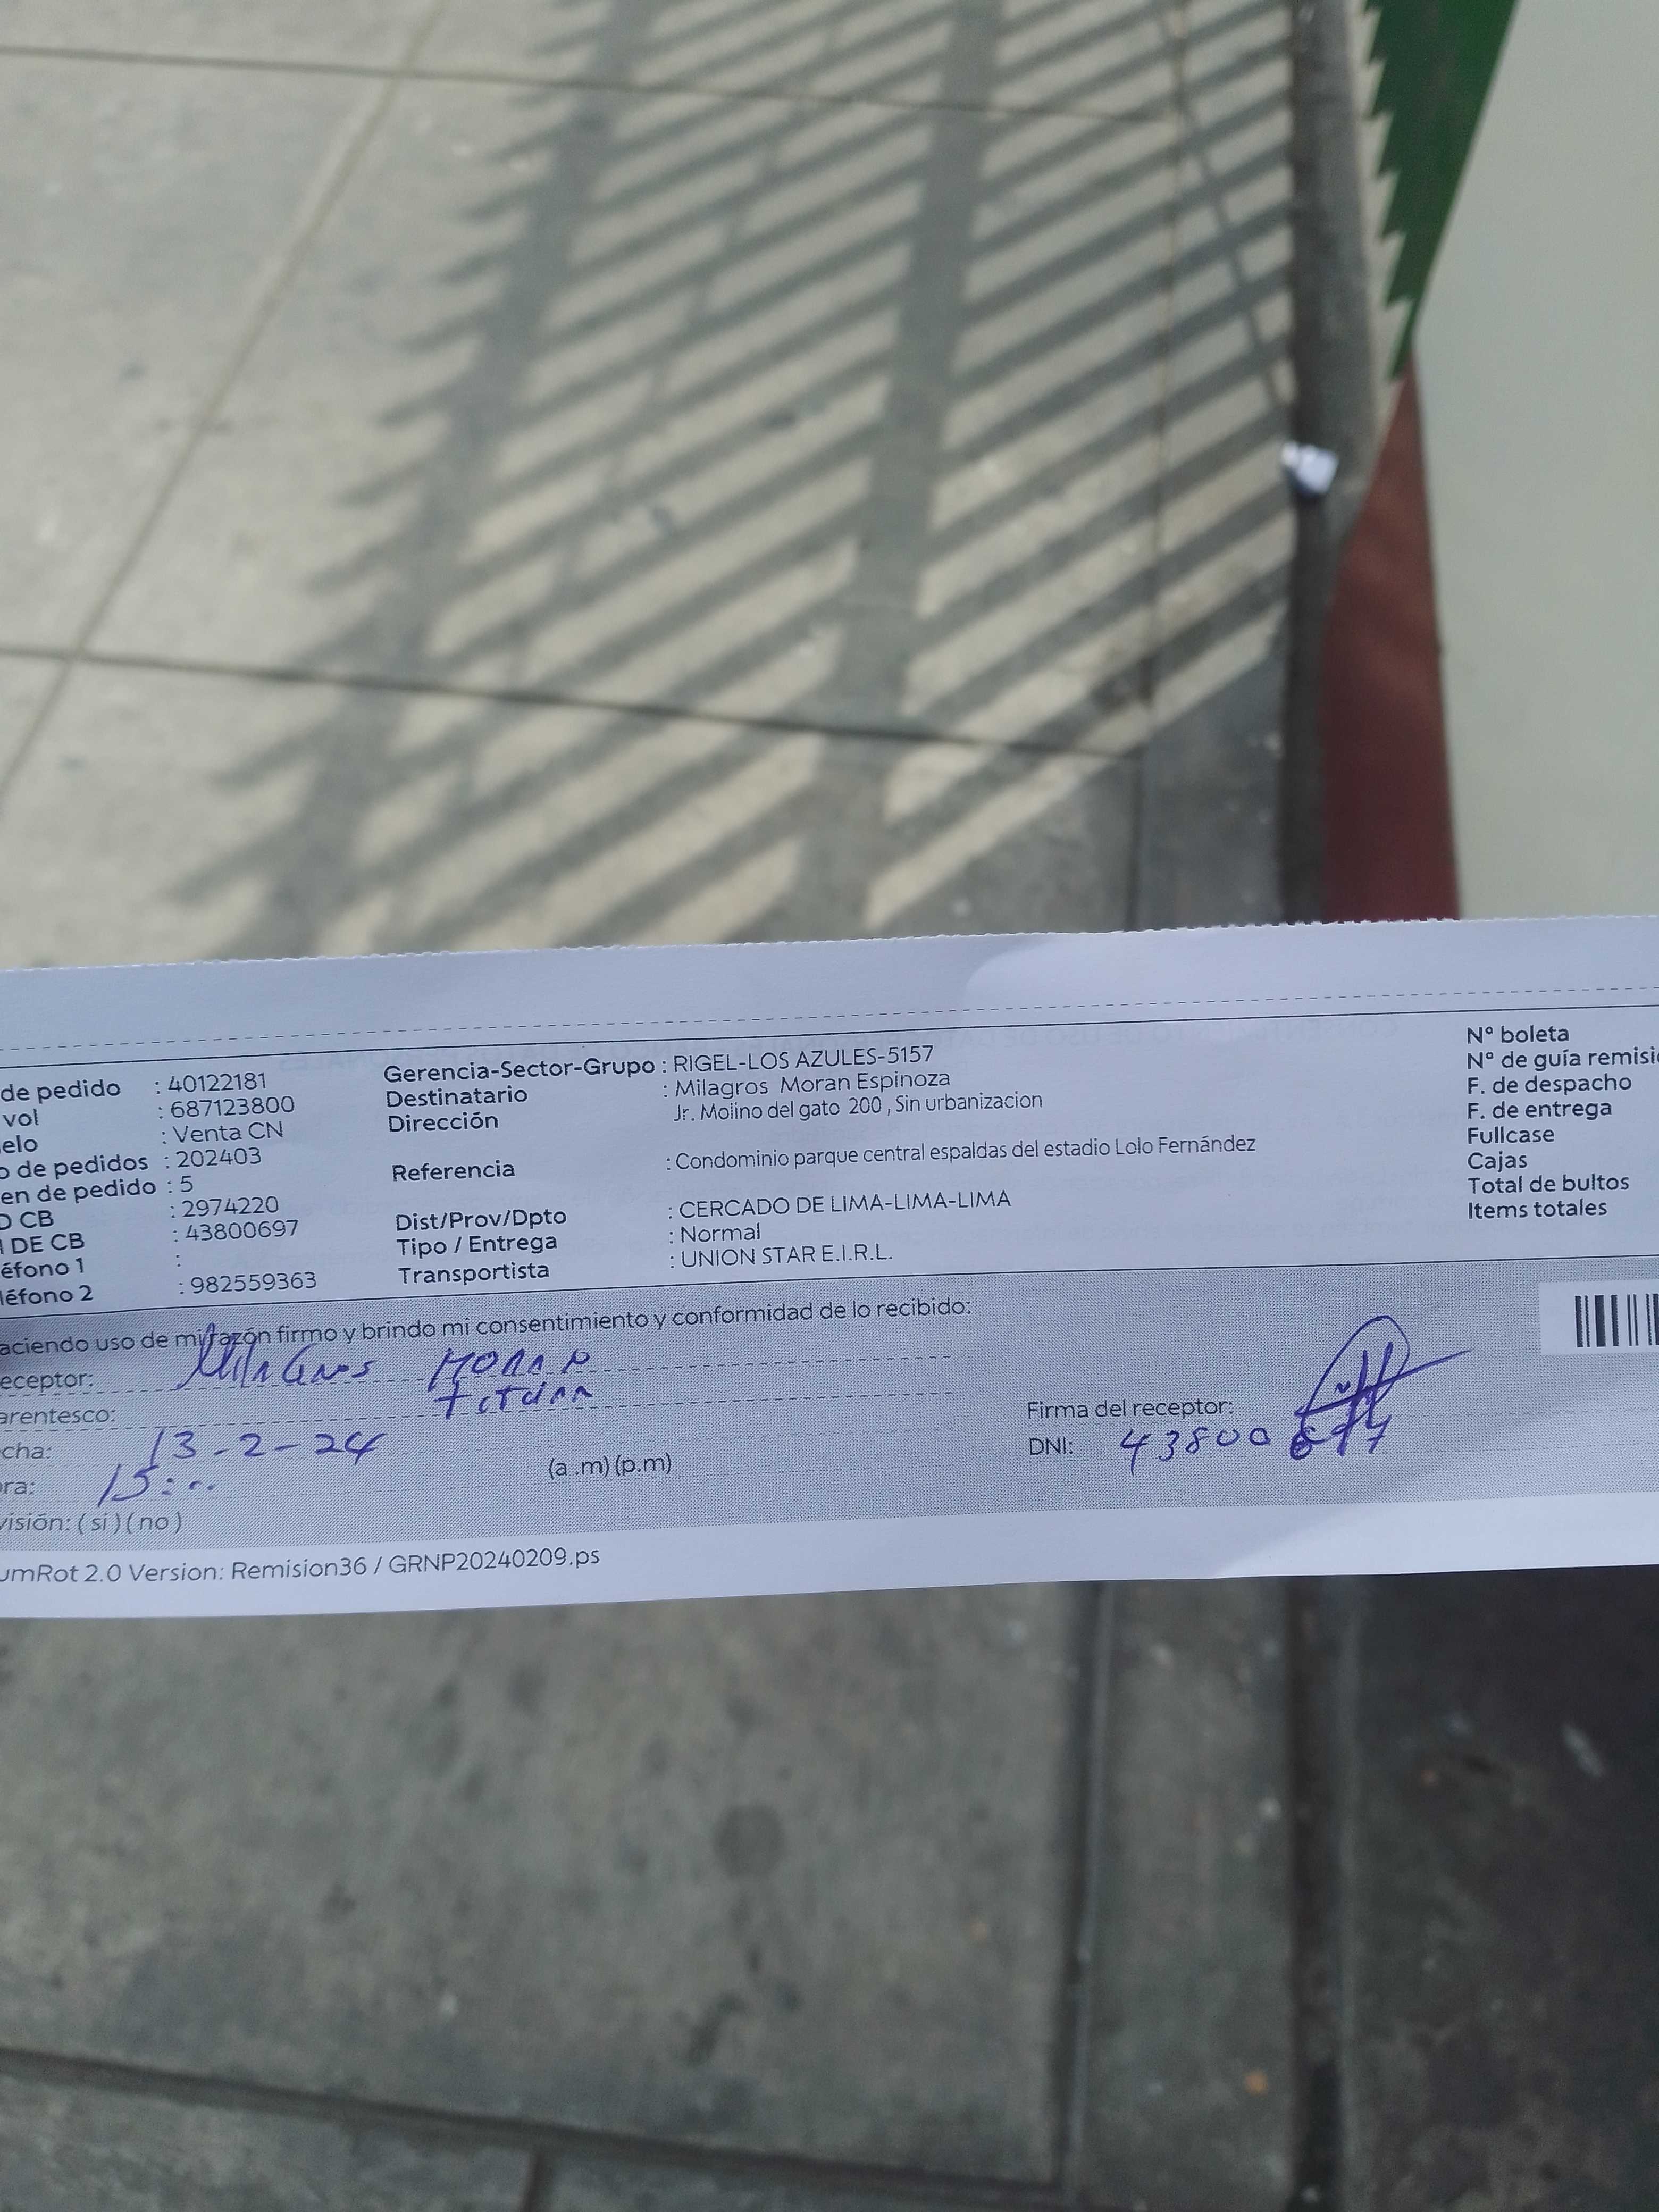 de pedido : 40122181
vol : 687123800
elo : Venta CN
o de pedidos : 202403
en de pedido : 5
O CB : 2974220
I DE CB : 43800697
éfono 1 :
léfono 2 : 982559363
Gerencia-Sector-Grupo : RIGEL-LOS AZULES-5157
Destinatario : Milagros Moran Espinoza
Dirección Jr. Molino del gato 200 , Sin urbanizacion
Referencia : Condominio parque central espaldas del estadio Lolo Fernández
Dist/Prov/Dpto : CERCADO DE LIMA-LIMA-LIMA
Tipo / Entrega : Normal
Transportista : UNION STAR E.I.R.L.
N° boleta
N° de guía remisi
F. de despacho
F. de entrega
Fullcase
Cajas
Total de bultos
Items totales
aciendo uso de mi razón firmo y brindo mi consentimiento y conformidad de lo recibido:
eceptor: Milagros MORAN
arentesco: titular
cha: 13-2-24
ora: 15:.. (a .m) (p.m)
visión: ( si ) ( no )
Firma del receptor:
DNI: 43800697
umRot 2.0 Version: Remision36 / GRNP20240209.ps